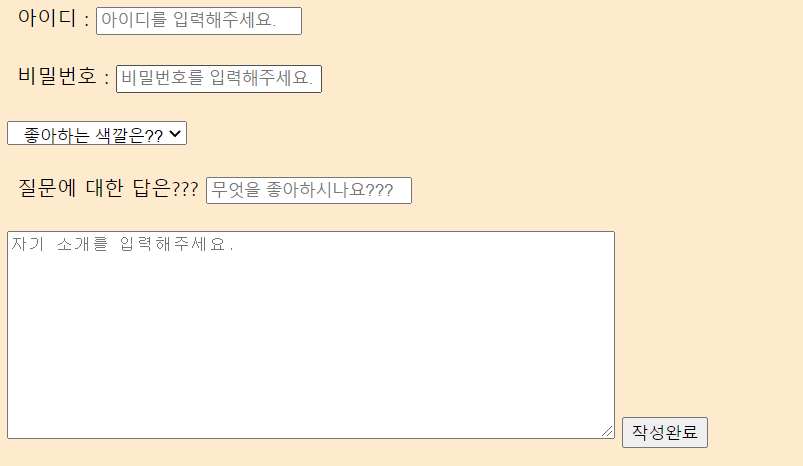 아이디 : 아이디를 입력해주세요.
비밀번호 : 비밀번호를 입력해주세요.
좋아하는 색깔은??
질문에 대한 답은??? 무엇을 좋아하시나요???
자기 소개를 입력해주세요.
작성완료